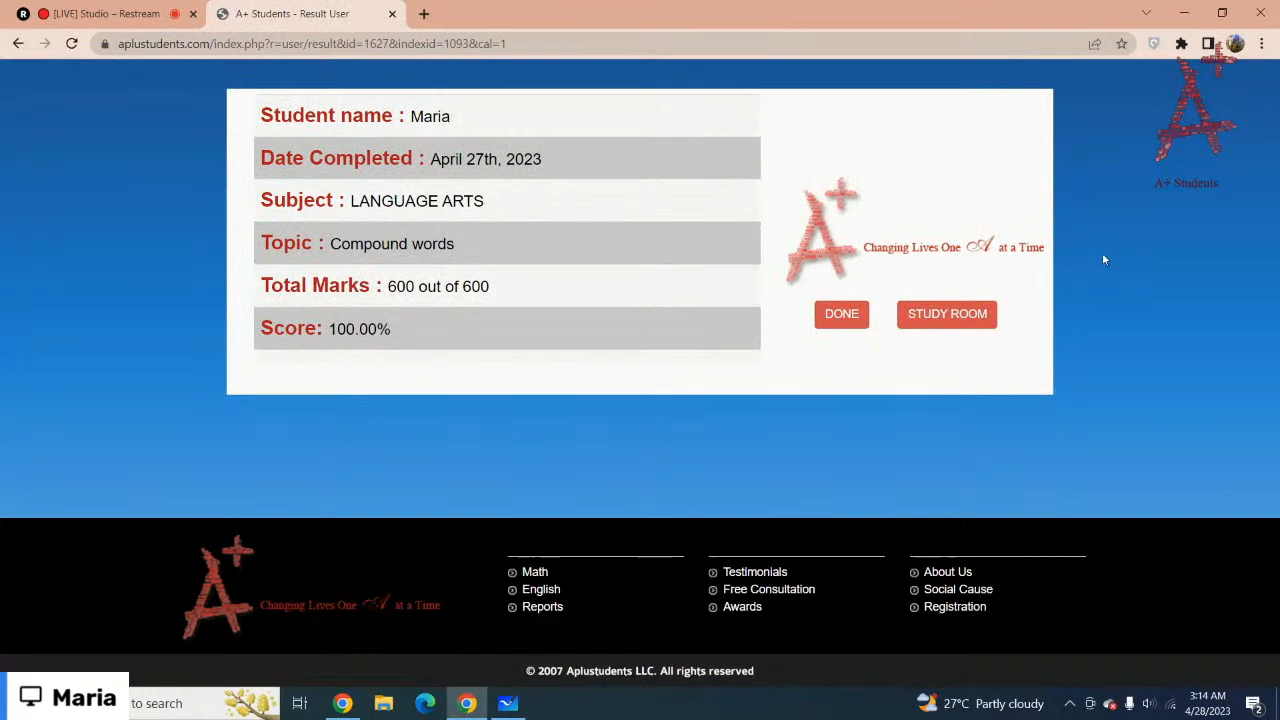 [LIVE] Studio – Restream
A+ Students - Result User
aplustudents.com/index.php?r=user/result&id=1627&indexid=1093&cal=1
A+ Students
Student name : Maria
Date Completed : April 27th, 2023
Subject : LANGUAGE ARTS
Topic : Compound words
Total Marks : 600 out of 600
Score: 100.00%
A+ Changing Lives One A at a Time
DONE
STUDY ROOM
A+ Changing Lives One A at a Time
Math
English
Reports
Testimonials
Free Consultation
Awards
About Us
Social Cause
Registration
© 2007 Aplustudents LLC. All rights reserved
Maria
to search
27°C Partly cloudy
3:14 AM
4/28/2023
2